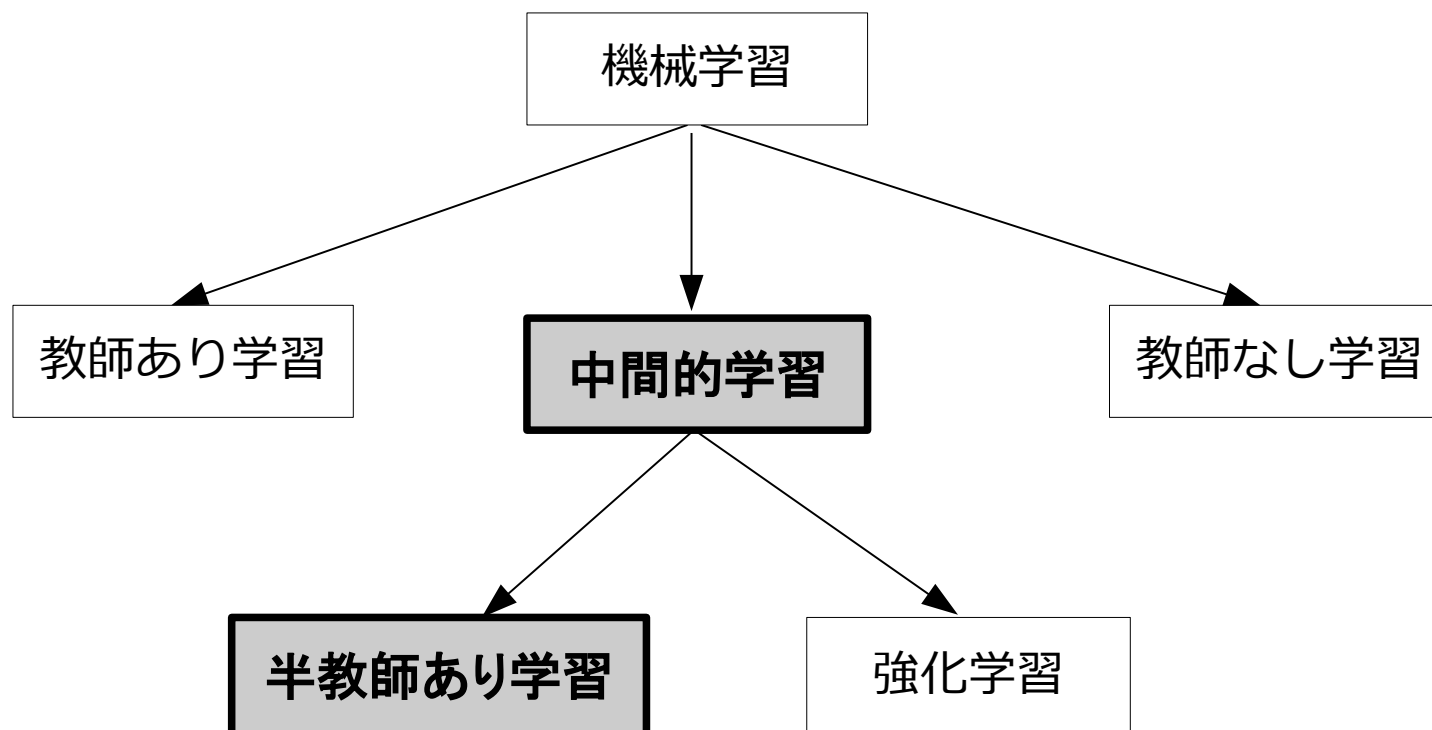 機械学習
教師あり学習
中間的学習
教師なし学習
半教師あり学習
強化学習